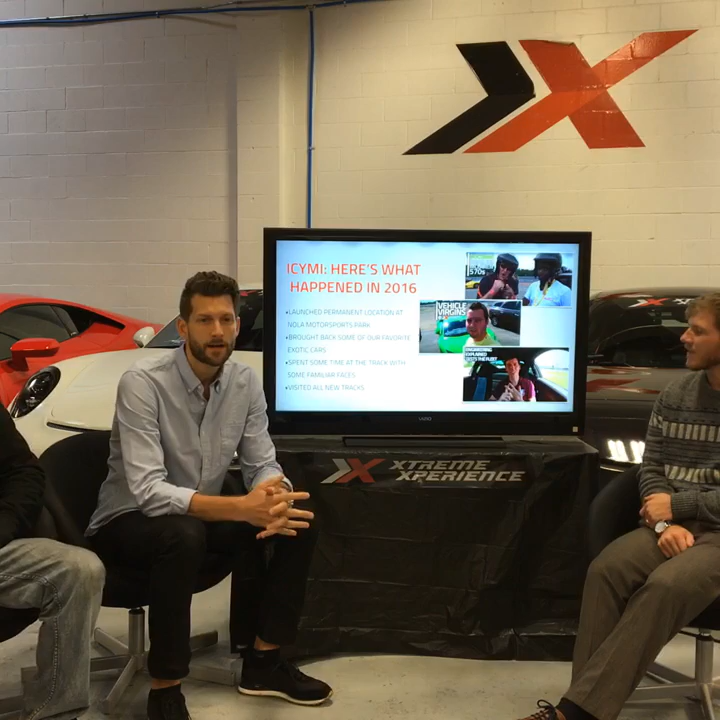 ICYMI: HERE'S WHAT
HAPPENED IN 2016
•LAUNCHED PERMANENT LOCATION AT
NOLA MOTORSPORTS PARK
•BROUGHT BACK SOME OF OUR FAVORITE
EXOTIC CARS
•SPENT SOME TIME AT THE TRACK WITH
SOME FAMILIAR FACES
•VISITED ALL NEW TRACKS
570s
VEHICLE
VIRGINS
EXPLAINED
VIZIO
XTREME
XPERIENCE